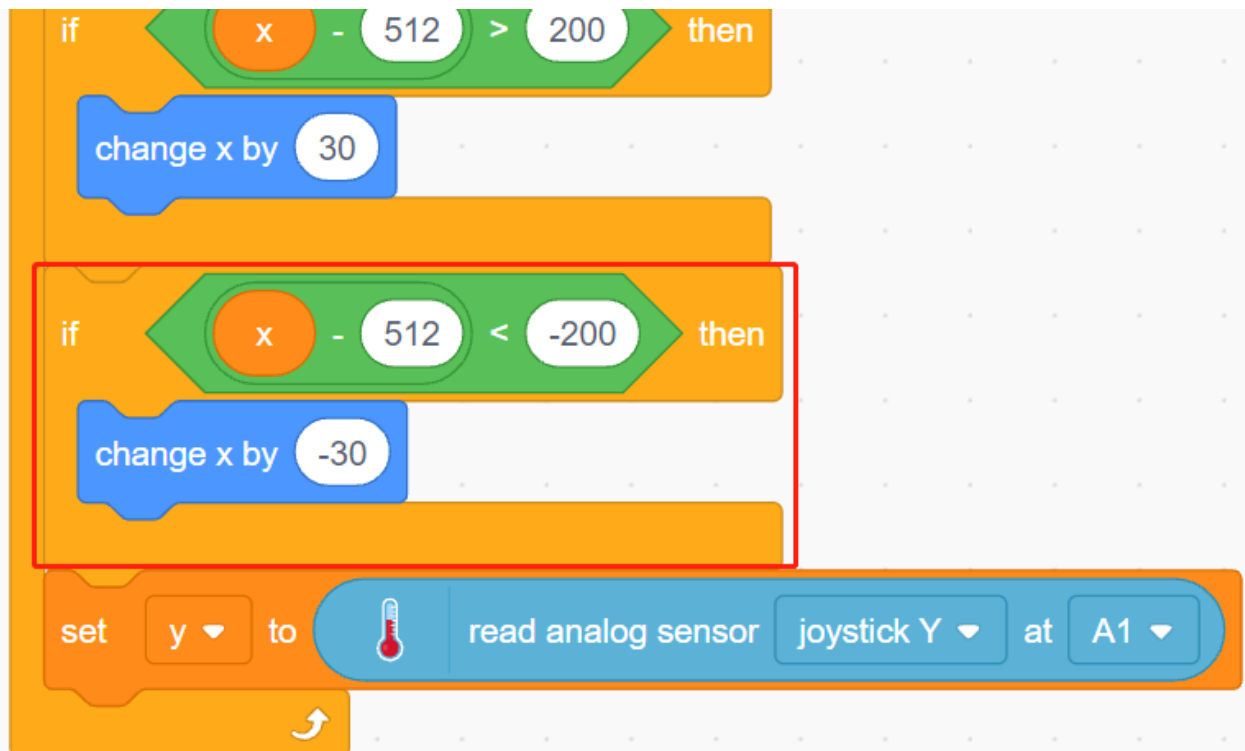 if x - 512 > 200 then
change x by 30
if x - 512 < -200 then
change x by -30
set y to read analog sensor joystick Y at A1